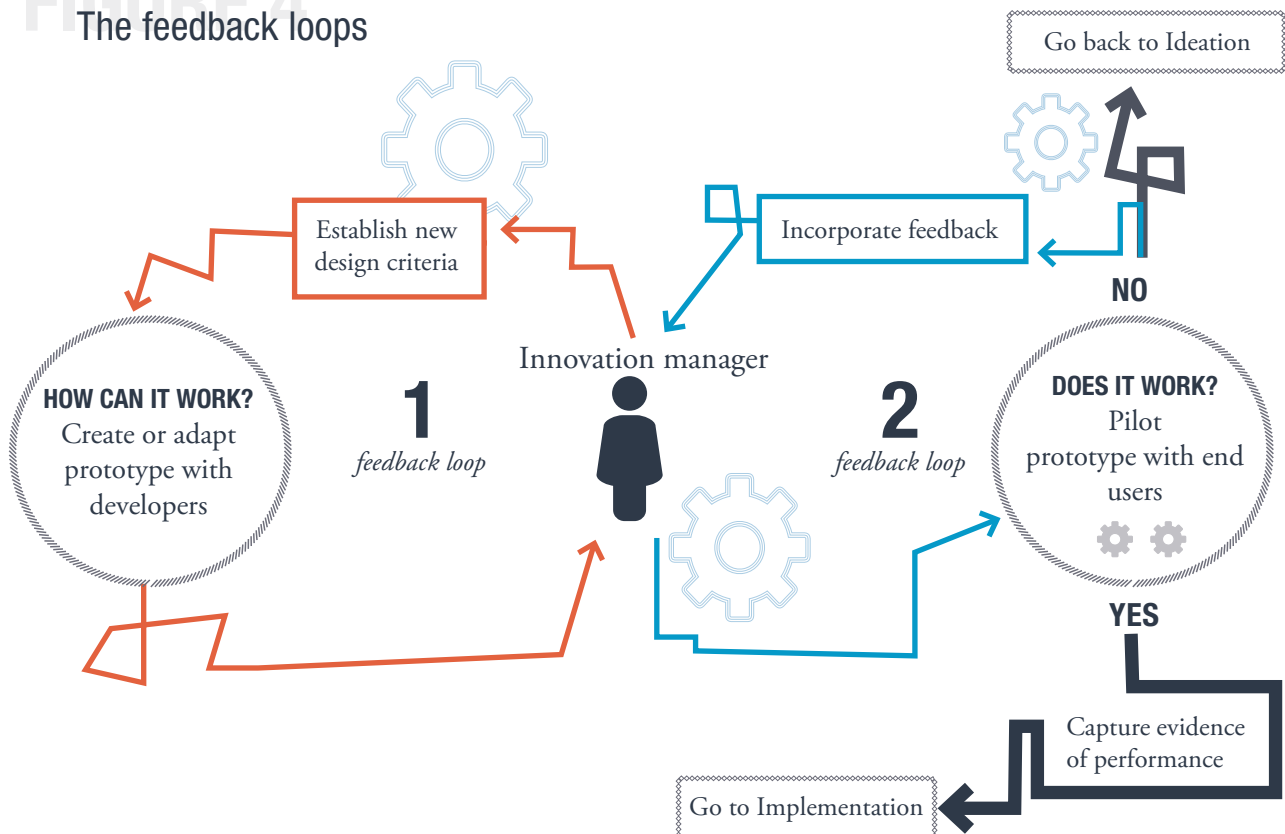 FIGURE 4
The feedback loops
Go back to Ideation
Establish new
design criteria
Incorporate feedback
NO
Innovation manager
HOW CAN IT WORK?
Create or adapt
prototype with
developers
1
feedback loop
2
feedback loop
DOES IT WORK?
Pilot
prototype with end
users
YES
Capture evidence
of performance
Go to Implementation